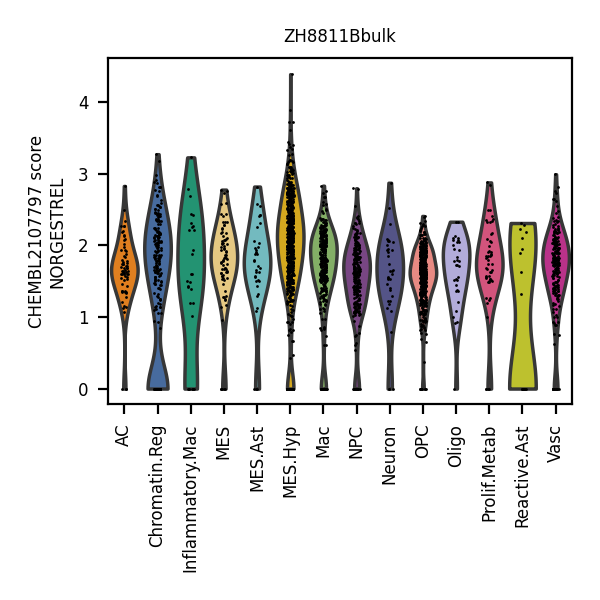 ZH8811Bbulk
CHEMBL2107797 score
NORGESTREL
4
3
2
1
0
AC
Chromatin.Reg
Inflammatory.Mac
MES
MES.Ast
MES.Hyp
Mac
NPC
Neuron
OPC
Oligo
Prolif.Metab
Reactive.Ast
Vasc